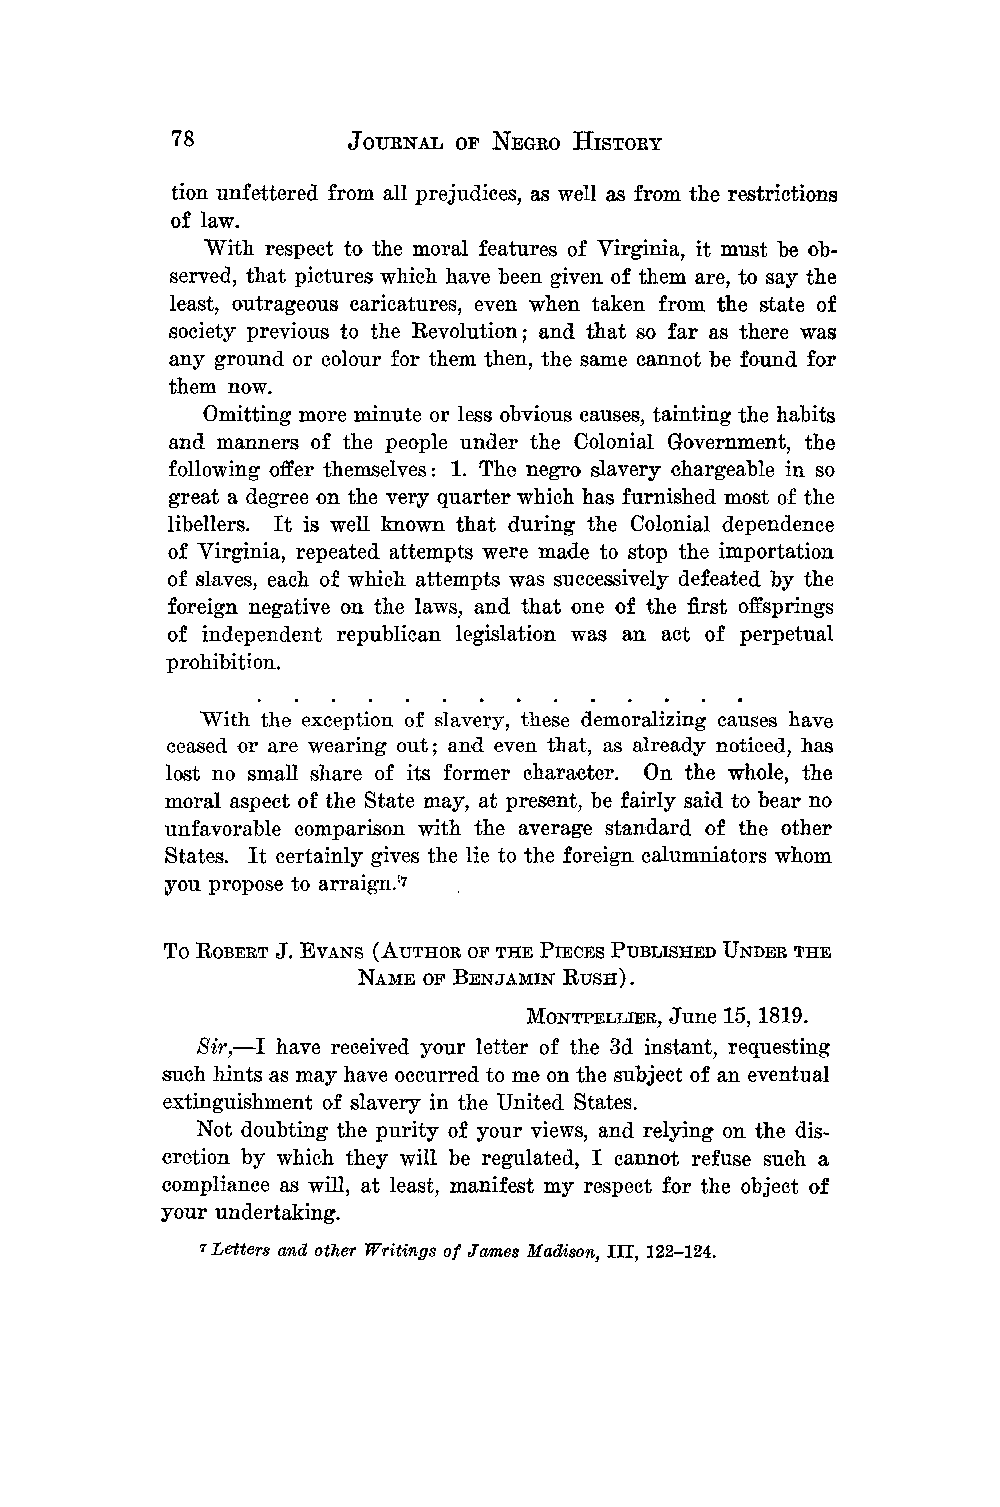 78 JOURNAL OF NEGRO HISTORY
tion unfettered from all prejudices, as well as from the restrictions
of law.
With respect to the moral features of Virginia, it must be ob-
served, that pictures which have been given of them are, to say the
least, outrageous caricatures, even when taken from the state of
society previous to the Revolution; and that so far as there was
any ground or colour for them then, the same cannot be found for
them now.
Omitting more minute or less obvious causes, tainting the habits
and manners of the people under the Colonial Government, the
following offer themselves: 1. The negro slavery chargeable in so
great a degree on the very quarter which has furnished most of the
libellers. It is well known that during the Colonial dependence
of Virginia, repeated attempts were made to stop the importation
of slaves, each of which attempts was successively defeated by the
foreign negative on the laws, and that one of the first offsprings
of independent republican legislation was an act of perpetual
prohibition.
. . . . . . . . . . . . . .
With the exception of slavery, these demoralizing causes have
ceased or are wearing out; and even that, as already noticed, has
lost no small share of its former character. On the whole, the
moral aspect of the State may, at present, be fairly said to bear no
unfavorable comparison with the average standard of the other
States. It certainly gives the lie to the foreign calumniators whom
you propose to arraign.⁷
TO ROBERT J. EVANS (AUTHOR OF THE PIECES PUBLISHED UNDER THE
NAME OF BENJAMIN RUSH).
MONTPELLIER, June 15, 1819.
Sir,—I have received your letter of the 3d instant, requesting
such hints as may have occurred to me on the subject of an eventual
extinguishment of slavery in the United States.
Not doubting the purity of your views, and relying on the dis-
cretion by which they will be regulated, I cannot refuse such a
compliance as will, at least, manifest my respect for the object of
your undertaking.
⁷ Letters and other Writings of James Madison, III, 122–124.